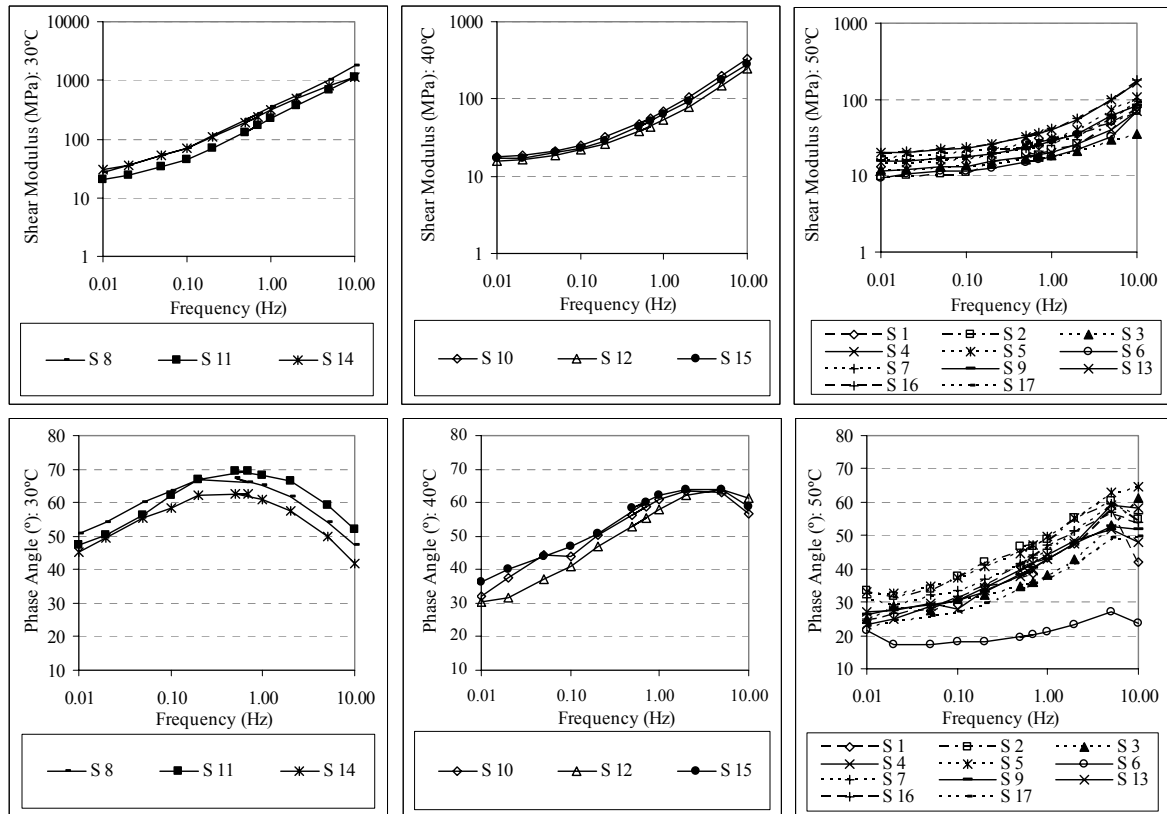 Shear Modulus (MPa): 30°C
10000
1000
100
10
1
0.01 0.10 1.00 10.00
Frequency (Hz)
S 8 S 11 S 14
Shear Modulus (MPa): 40°C
1000
100
10
1
0.01 0.10 1.00 10.00
Frequency (Hz)
S 10 S 12 S 15
Shear Modulus (MPa): 50°C
1000
100
10
1
0.01 0.10 1.00 10.00
Frequency (Hz)
S 1 S 2 S 3
S 4 S 5 S 6
S 7 S 9 S 13
S 16 S 17
Phase Angle (°): 30°C
80
70
60
50
40
30
20
10
0.01 0.10 1.00 10.00
Frequency (Hz)
S 8 S 11 S 14
Phase Angle (°): 40°C
80
70
60
50
40
30
20
10
0.01 0.10 1.00 10.00
Frequency (Hz)
S 10 S 12 S 15
Phase Angle (°): 50°C
80
70
60
50
40
30
20
10
0.01 0.10 1.00 10.00
Frequency (Hz)
S 1 S 2 S 3
S 4 S 5 S 6
S 7 S 9 S 13
S 16 S 17